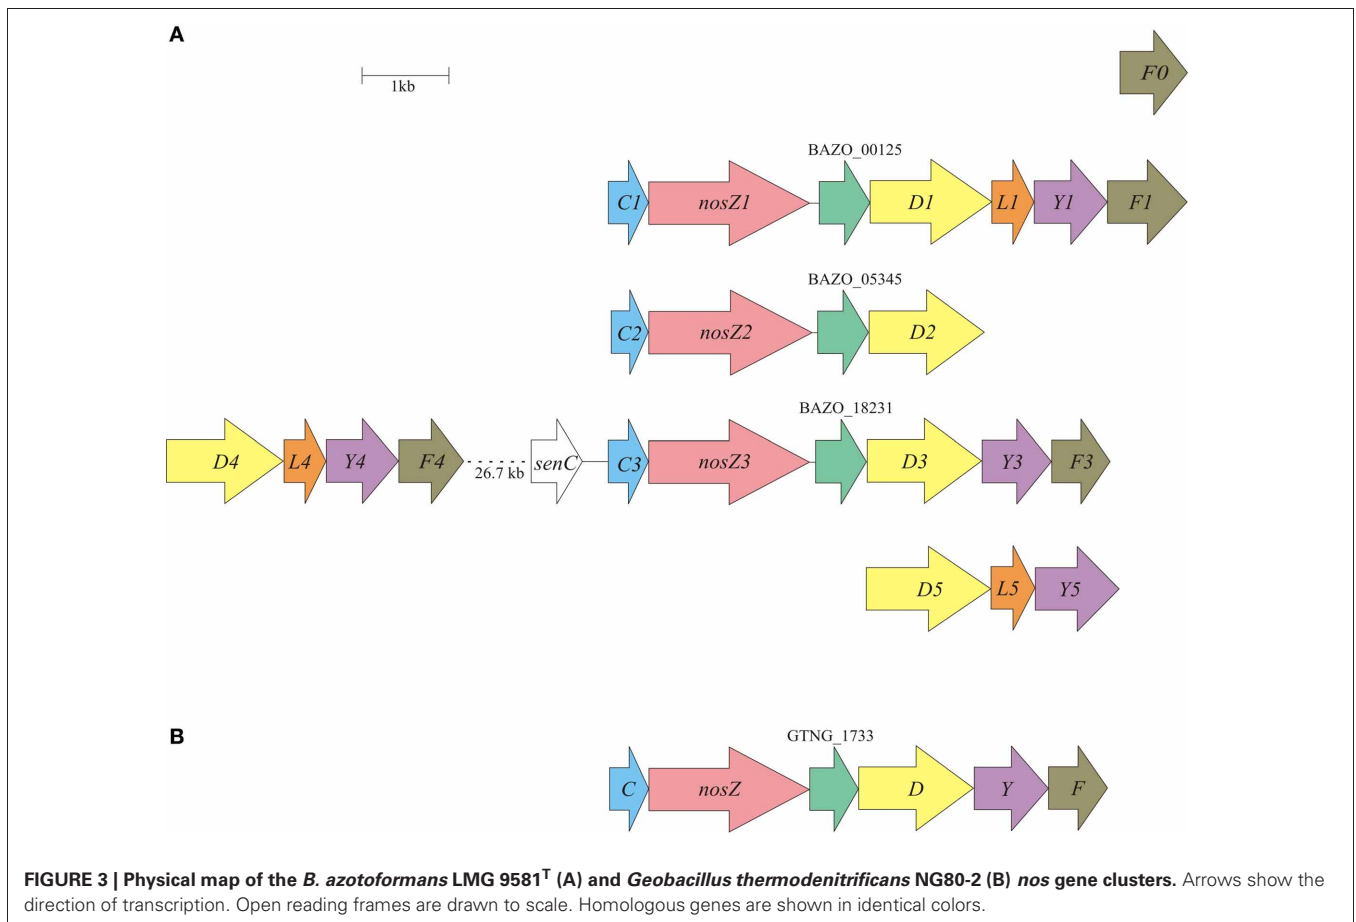 A
1kb
F0
BAZO_00125
C1 nosZ1 D1 L1 Y1 F1
BAZO_05345
C2 nosZ2 D2
BAZO_18231
D4 L4 Y4 F4 26.7 kb senC C3 nosZ3 D3 Y3 F3
D5 L5 Y5
B
GTNG_1733
C nosZ D Y F
FIGURE 3 | Physical map of the B. azotoformans LMG 9581ᵀ (A) and Geobacillus thermodenitrificans NG80-2 (B) nos gene clusters. Arrows show the
direction of transcription. Open reading frames are drawn to scale. Homologous genes are shown in identical colors.